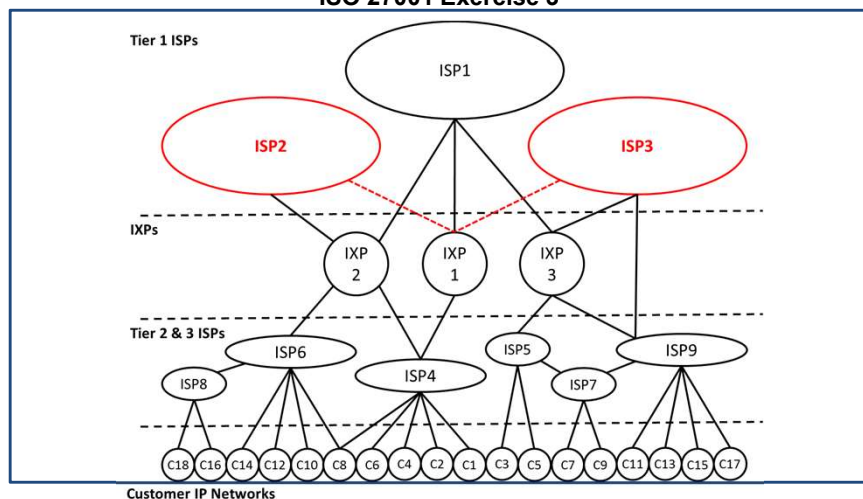 ISO 27001 Exercise 3
Tier 1 ISPs
ISP1
ISP2
ISP3
IXPs
IXP
2
IXP
1
IXP
3
Tier 2 & 3 ISPs
ISP6
ISP5
ISP9
ISP8
ISP4
ISP7
C18
C16
C14
C12
C10
C8
C6
C4
C2
C1
C3
C5
C7
C9
C11
C13
C15
C17
Customer IP Networks